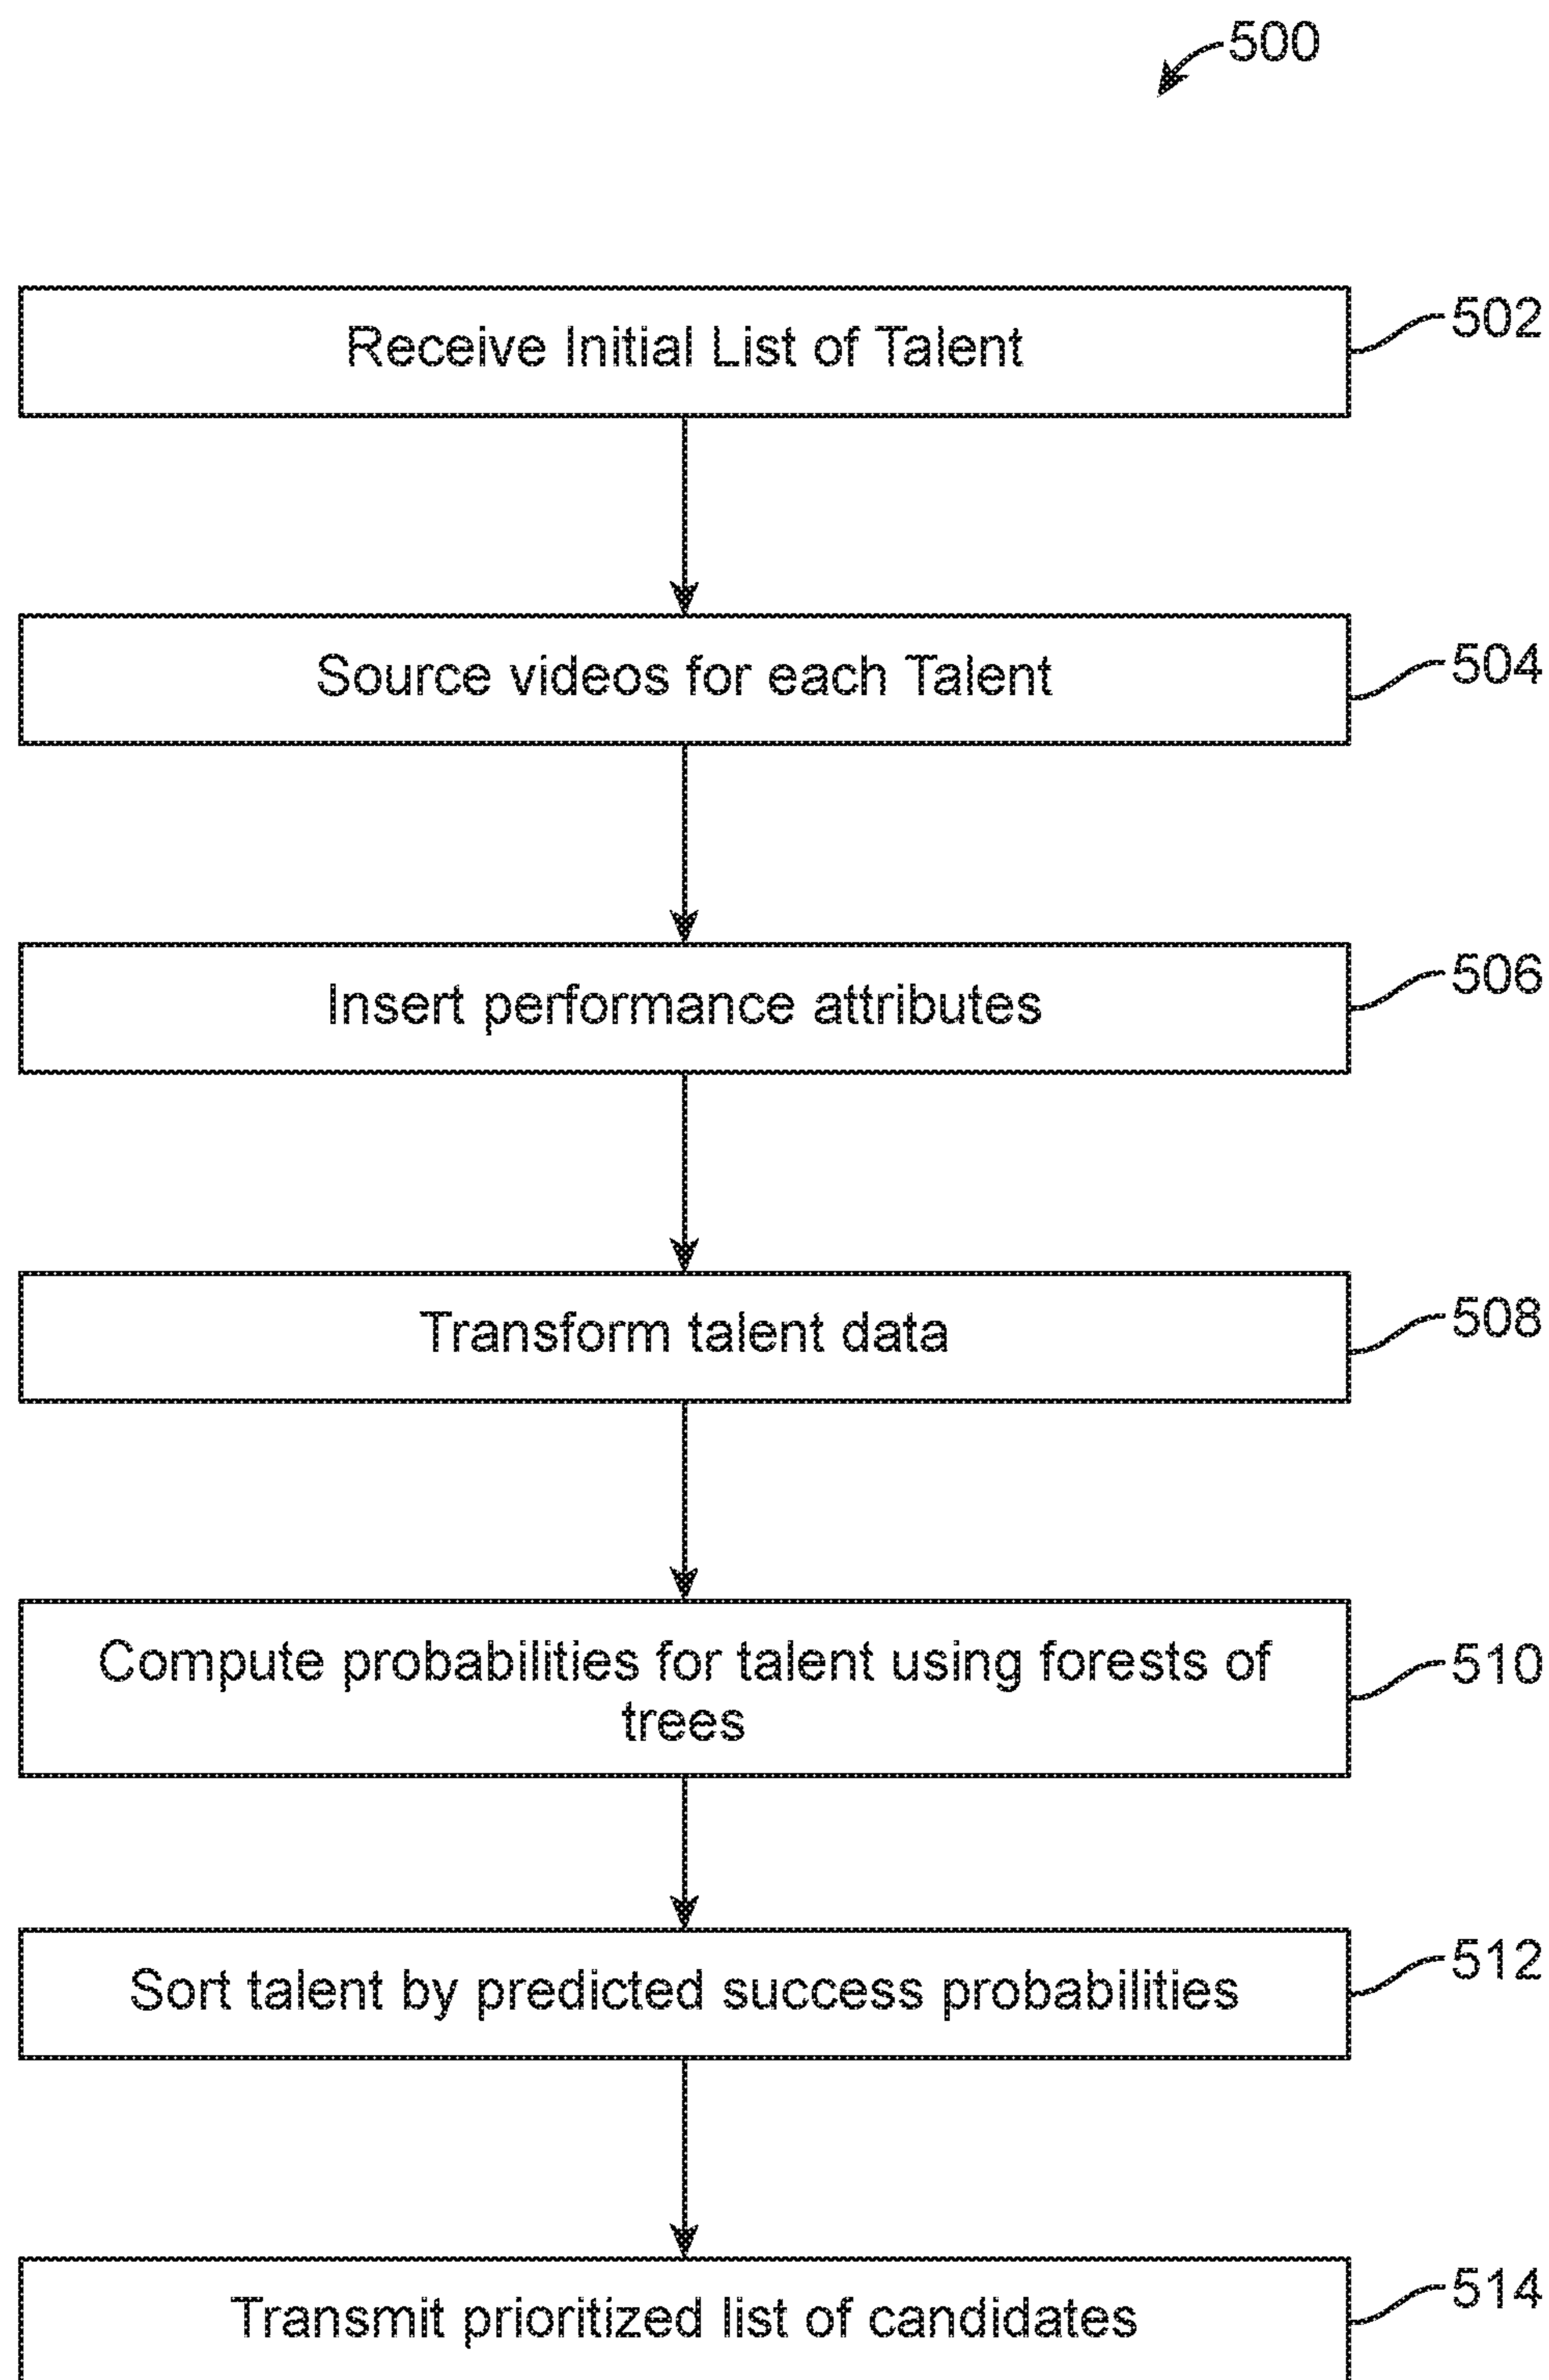 500
Receive Initial List of Talent
502
Source videos for each Talent
504
Insert performance attributes
506
Transform talent data
508
Compute probabilities for talent using forests of
trees
510
Sort talent by predicted success probabilities
512
Transmit prioritized list of candidates
514